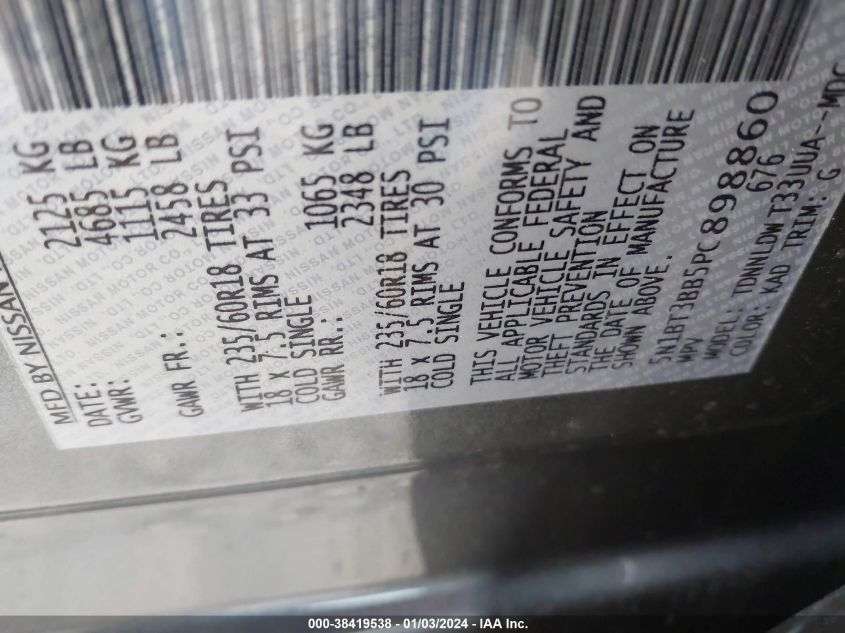 MFD BY NISSAN
DATE:
GVWR: 2125 KG
4685 LB
GAWR FR.: 1115 KG
2458 LB
WITH 235/60R18 TIRES
18 x 7.5 RIMS AT 33 PSI
COLD SINGLE
GAWR RR.: 1065 KG
2348 LB
WITH 235/60R18 TIRES
18 x 7.5 RIMS AT 30 PSI
COLD SINGLE
THIS VEHICLE CONFORMS TO
ALL APPLICABLE FEDERAL
MOTOR VEHICLE SAFETY AND
THEFT PREVENTION
STANDARDS IN EFFECT ON
THE DATE OF MANUFACTURE
SHOWN ABOVE.
5N1BT3BB5PC898860
MPV 676
MODEL: TDNNLDWT33UUA--MDG
COLOR: KAD TRIM: G
000-38419538 - 01/03/2024 - © IAA Inc.